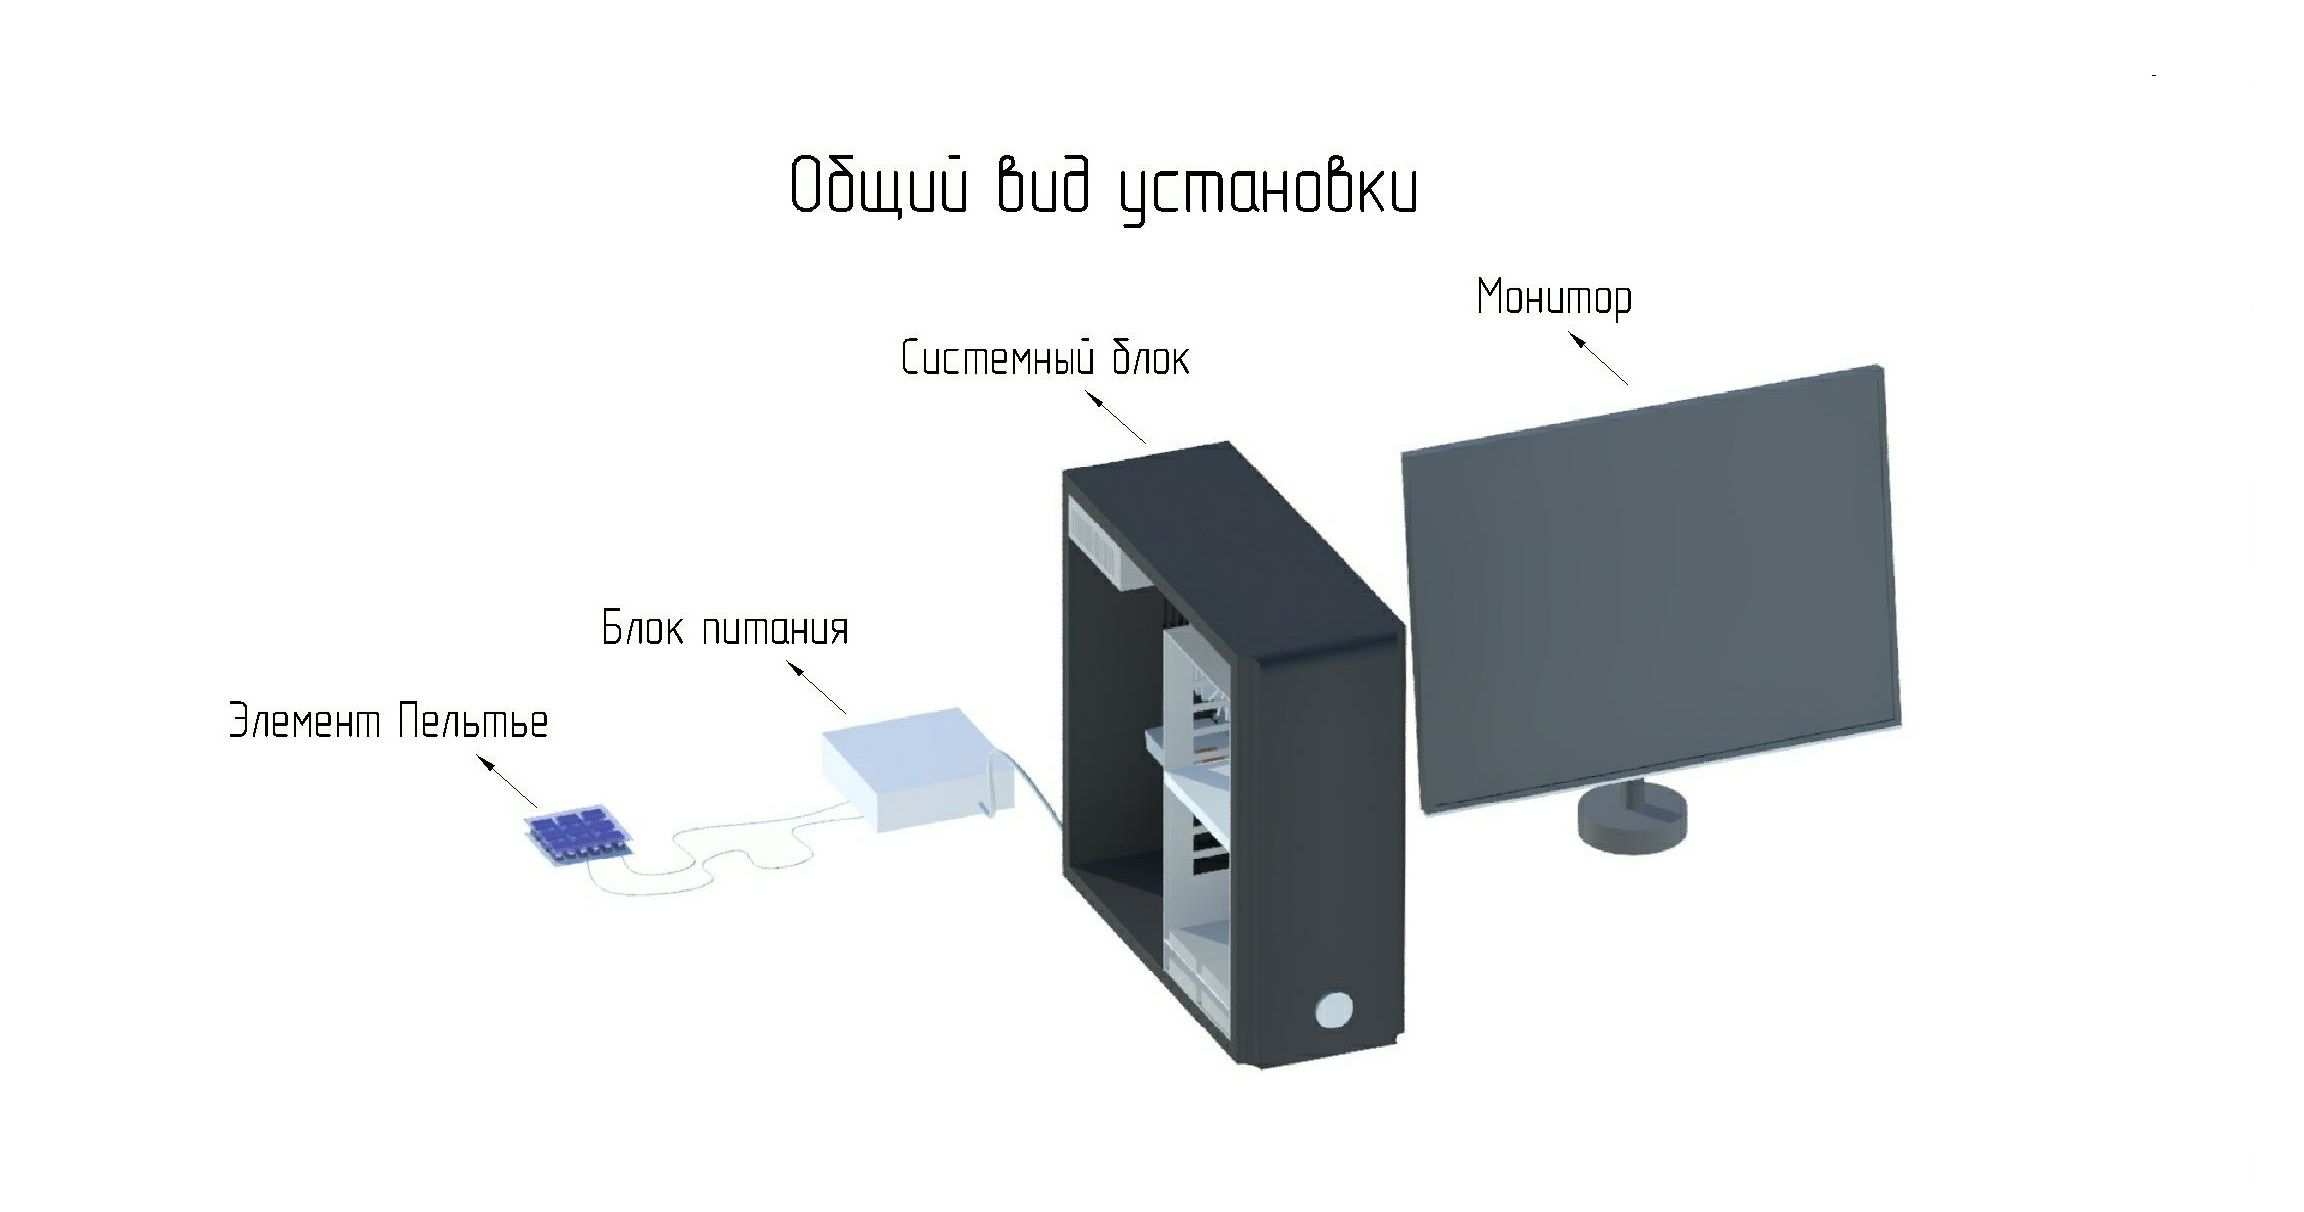 Общий вид установки
Монитор
Системный блок
Блок питания
Элемент Пельтье